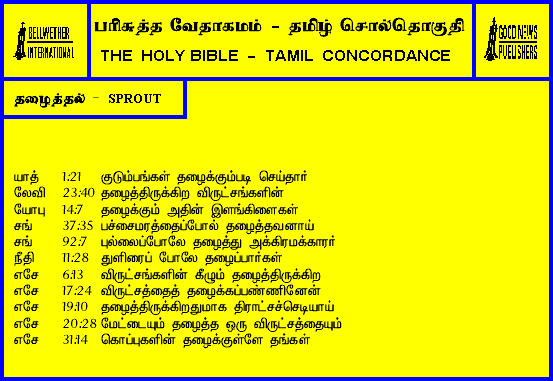 BELLWETHER
INTERNATIONAL
பரிசுத்த வேதாகமம் - தமிழ் சொல்தொகுதி
THE HOLY BIBLE - TAMIL CONCORDANCE
GOOD NEWS
PUBLISHERS
தழைத்தல் - SPROUT
யாத் 1:21 குடும்பங்கள் தழைக்கும்படி செய்தார்
லேவி 23:40 தழைத்திருக்கிற விருட்சங்களின்
யோபு 14:7 தழைக்கும் அதின் இளங்கிளைகள்
சங் 37:35 பச்சைமரத்தைப்போல் தழைத்தவனாய்
சங் 92:7 புல்லைப்போலே தழைத்து அக்கிரமக்காரர்
நீதி 11:28 துளிரைப் போலே தழைப்பார்கள்
எசே 6:13 விருட்சங்களின் கீழும் தழைத்திருக்கிற
எசே 17:24 விருட்சத்தைத் தழைக்கப்பண்ணினேன்
எசே 19:10 தழைத்திருக்கிறதுமாக திராட்சச்செடியாய்
எசே 20:28 மேட்டையும் தழைத்த ஒரு விருட்சத்தையும்
எசே 31:14 கொப்புகளின் தழைக்குள்ளே தங்கள்